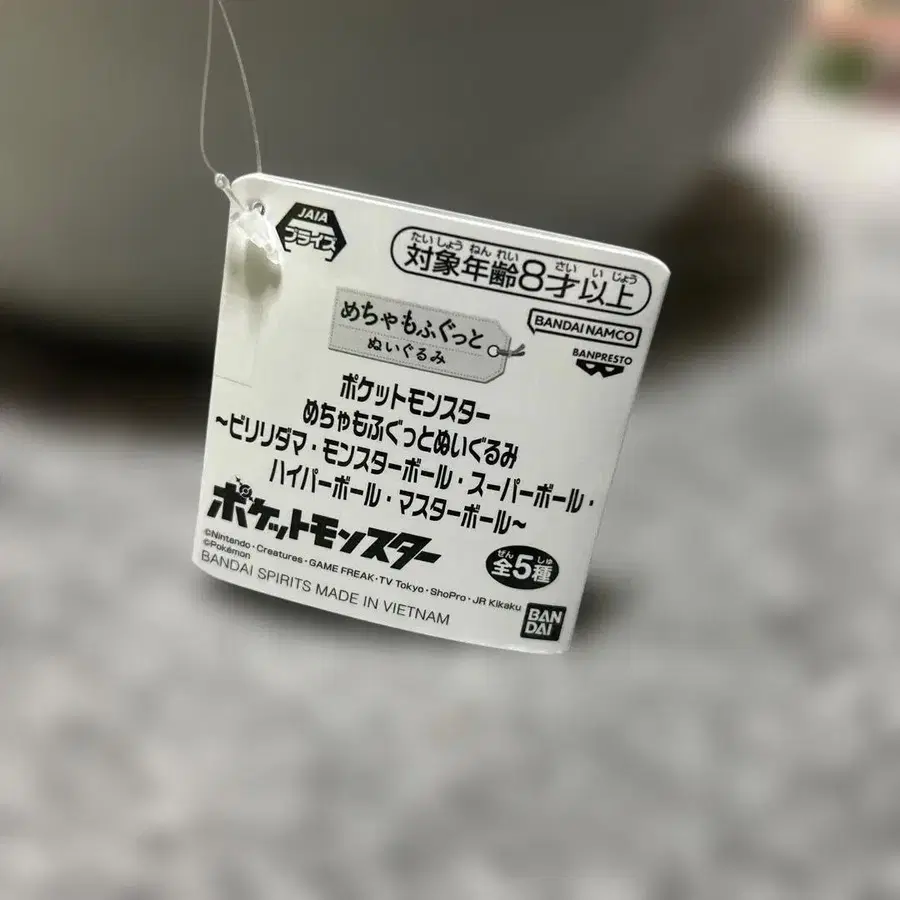 JAIA
プライズ
たいしょうねんれい さいいじょう
対象年齢8才以上
めちゃもふぐっと
ぬいぐるみ
BANDAI NAMCO
BANPRESTO
ポケットモンスター
めちゃもふぐっとぬいぐるみ
~ビリリダマ・モンスターボール・スーパーボール・
ハイパーボール・マスターボール~
ポケットモンスター
ぜん しゅ
全5種
©Nintendo・Creatures・GAME FREAK・TV Tokyo・ShoPro・JR Kikaku
©Pokémon
BANDAI SPIRITS MADE IN VIETNAM
BAN
DAI